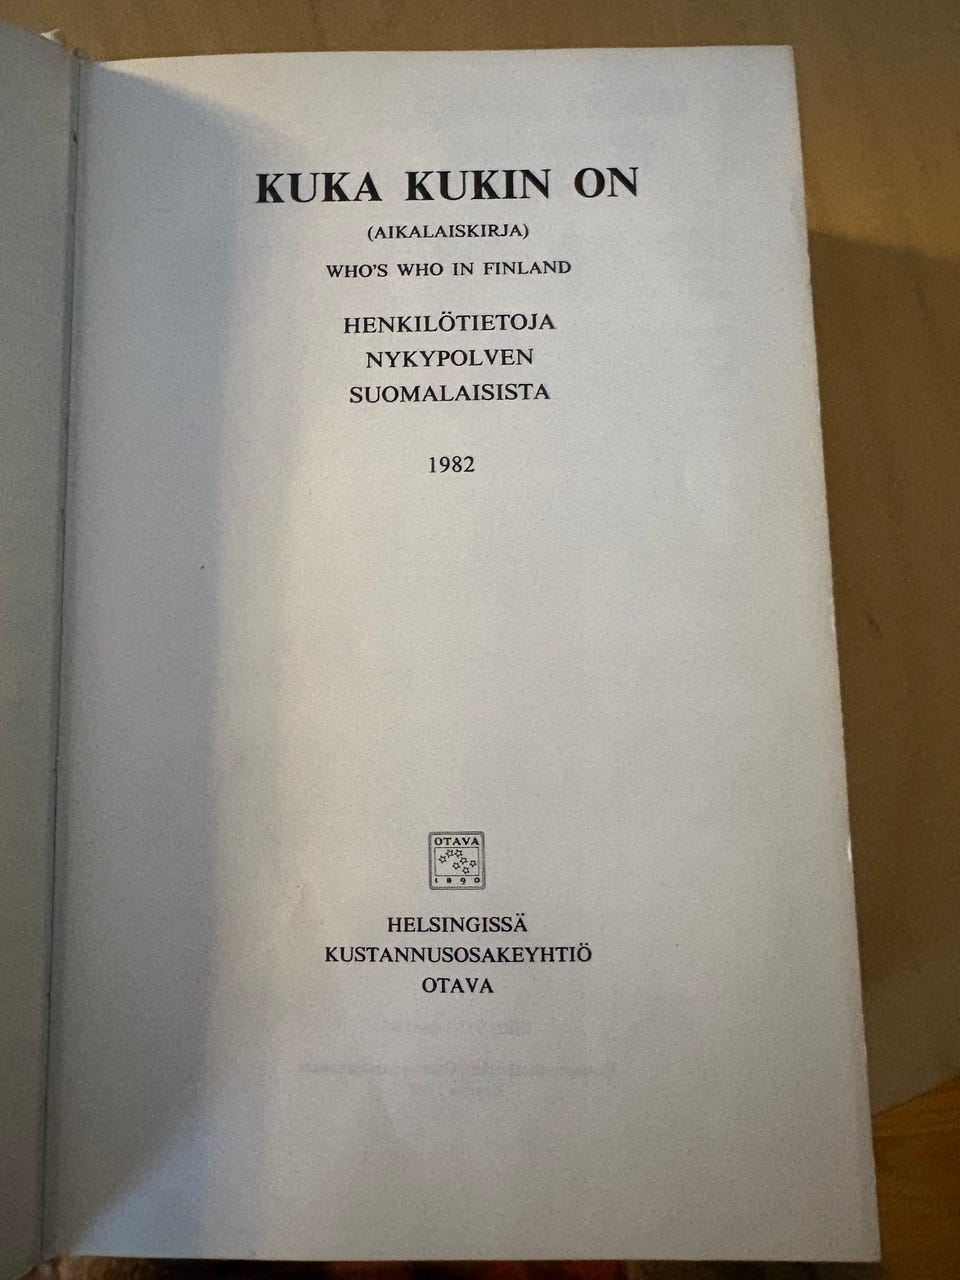 KUKA KUKIN ON
(AIKALAISKIRJA)
WHO'S WHO IN FINLAND
HENKILÖTIETOJA
NYKYPOLVEN
SUOMALAISISTA
1982
OTAVA
1890
HELSINGISSÄ
KUSTANNUSOSAKEYHTIÖ
OTAVA